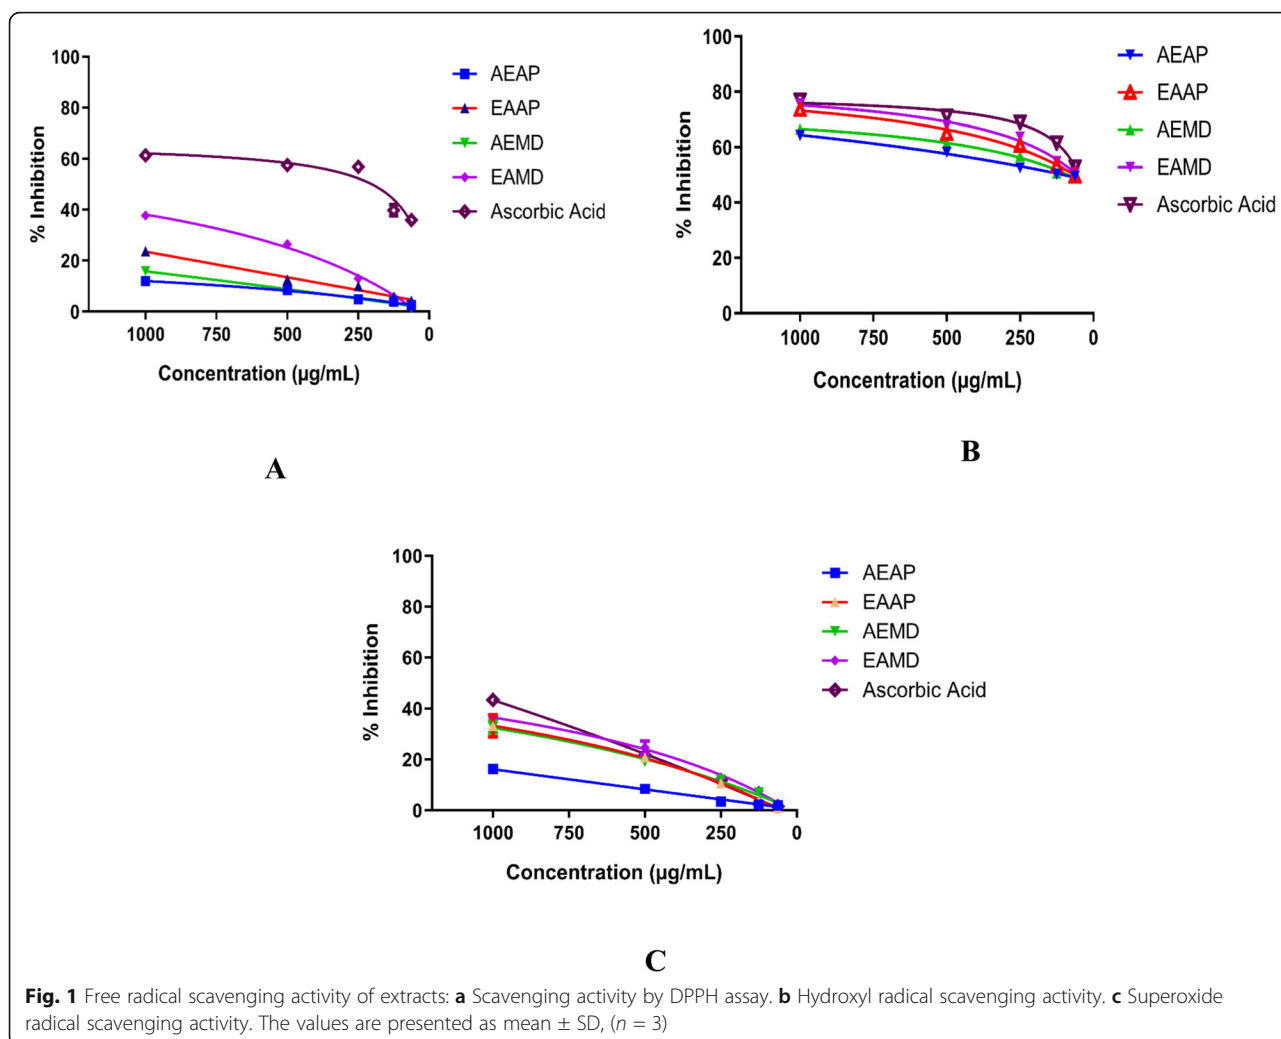 100
80
60
40
20
0
% Inhibition
1000
750
500
250
0
Concentration (µg/mL)
AEAP
EAAP
AEMD
EAMD
Ascorbic Acid
A
100
80
60
40
20
0
% Inhibition
1000
750
500
250
0
Concentration (µg/mL)
AEAP
EAAP
AEMD
EAMD
Ascorbic Acid
B
100
80
60
40
20
0
% Inhibition
1000
750
500
250
0
Concentration (µg/mL)
AEAP
EAAP
AEMD
EAMD
Ascorbic Acid
C
Fig. 1 Free radical scavenging activity of extracts: a Scavenging activity by DPPH assay. b Hydroxyl radical scavenging activity. c Superoxide
radical scavenging activity. The values are presented as mean ± SD, (n = 3)